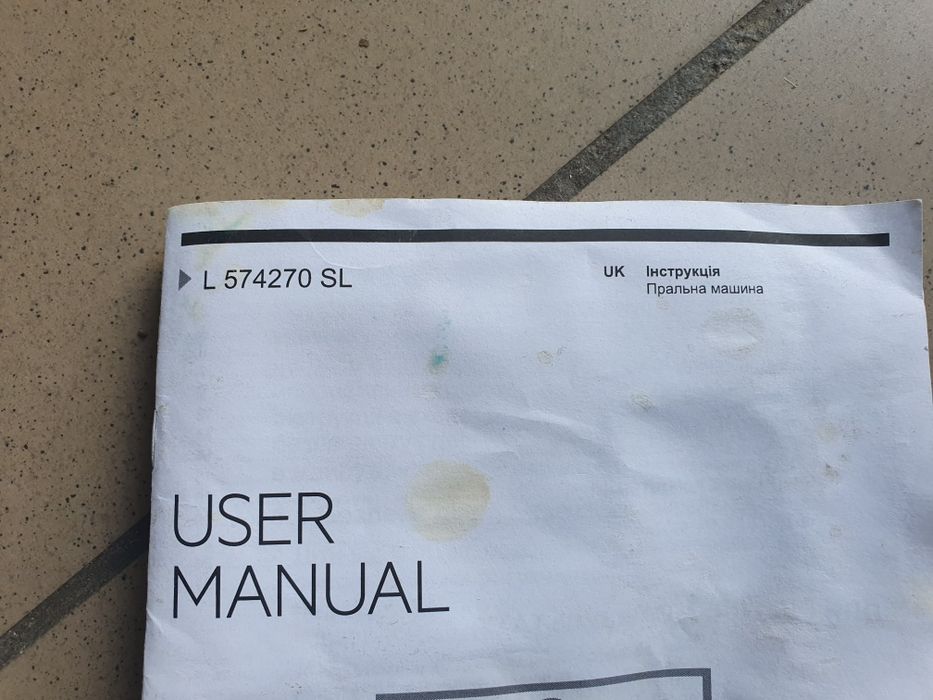 L 574270 SL
UK Інструкція
Пральна машина
USER
MANUAL